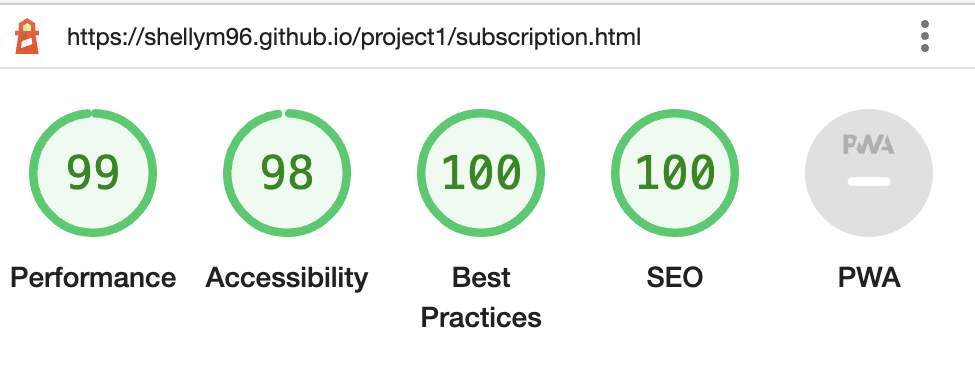 https://shellym96.github.io/project1/subscription.html
99
98
100
100
PWA
Performance
Accessibility
Best
Practices
SEO
PWA